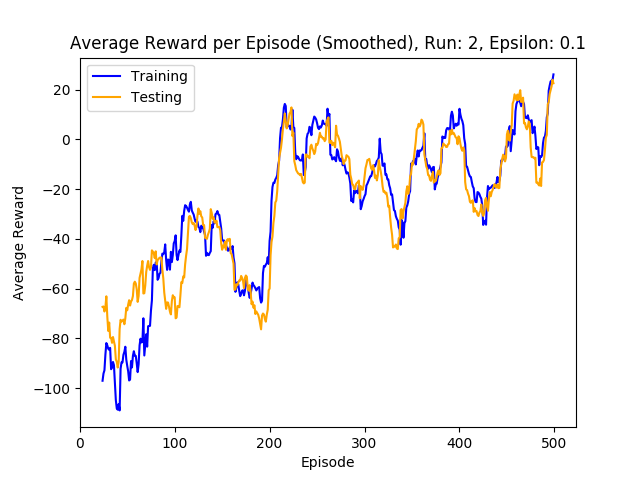 Average Reward per Episode (Smoothed), Run: 2, Epsilon: 0.1
Training
Testing
20
0
−20
−40
−60
−80
−100
Average Reward
0 100 200 300 400 500
Episode